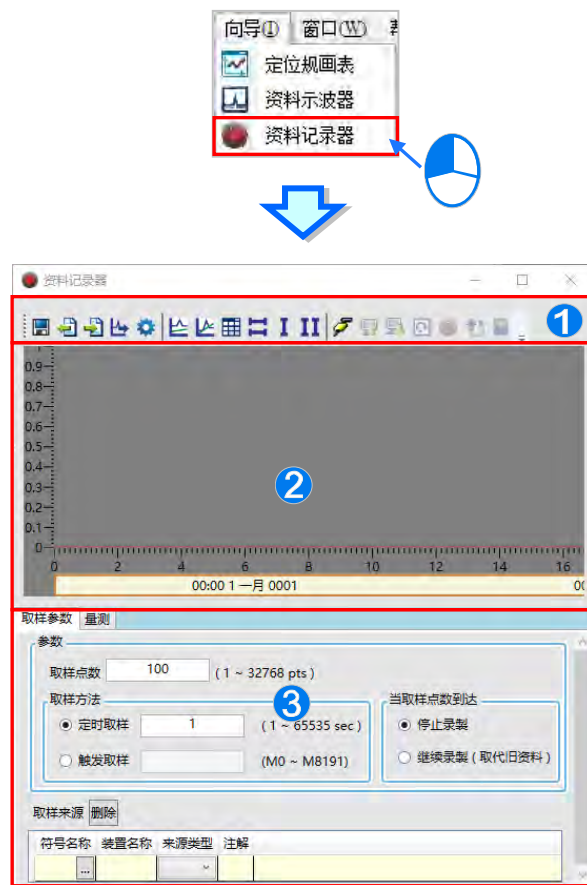 向导(I) 窗口(W)
定位规画表
资料示波器
资料记录器
资料记录器
1
0.9
0.8
0.7
0.6
0.5
0.4
2
0.3
0.2
0.1
0
0 2 4 6 8 10 12 14 16
00:00 1 一月 0001
取样参数 量测
参数
取样点数 100 (1 ~ 32768 pts)
取样方法 当取样点数到达
3
定时取样 1 (1 ~ 65535 sec) 停止录製
触发取样 (M0 ~ M8191) 继续录製 ( 取代旧资料 )
取样来源 删除
符号名称 装置名称 来源类型 注解
...